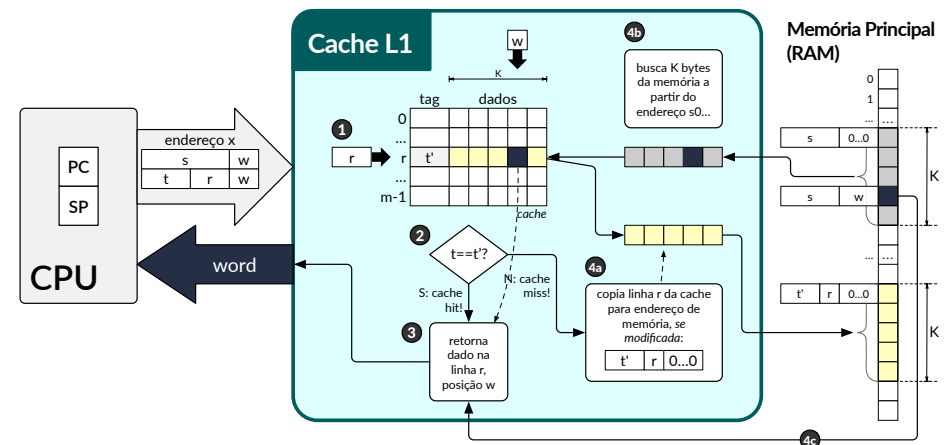 Cache L1
Memória Principal
(RAM)
w
4b
busca K bytes
da memória a
partir do
endereço s0...
K
tag dados
0
...
r
...
m-1
t'
cache
1
r
endereço x
s w
t r w
PC
SP
CPU
word
2
t==t'?
S: cache
hit!
N: cache
miss!
3
retorna
dado na
linha r,
posição w
4a
copia linha r da cache
para endereço de
memória, se
modificada:
t' r 0...0
0
1
... ...
s 0...0
K
s w
... ...
t' r 0...0
K
4c